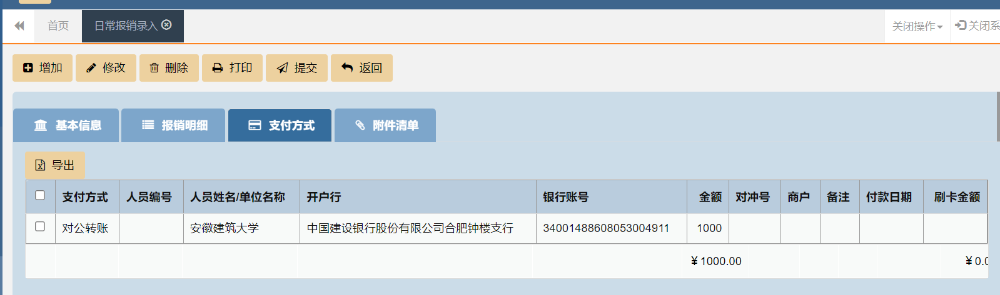 首页 日常报销录入 关闭操作 关闭系
增加 修改 删除 打印 提交 返回
基本信息 报销明细 支付方式 附件清单
导出
支付方式 人员编号 人员姓名/单位名称 开户行 银行账号 金额 对冲号 商户 备注 付款日期 刷卡金额
对公转账 安徽建筑大学 中国建设银行股份有限公司合肥钟楼支行 34001488608053004911 1000
¥ 1000.00 ¥ 0.0